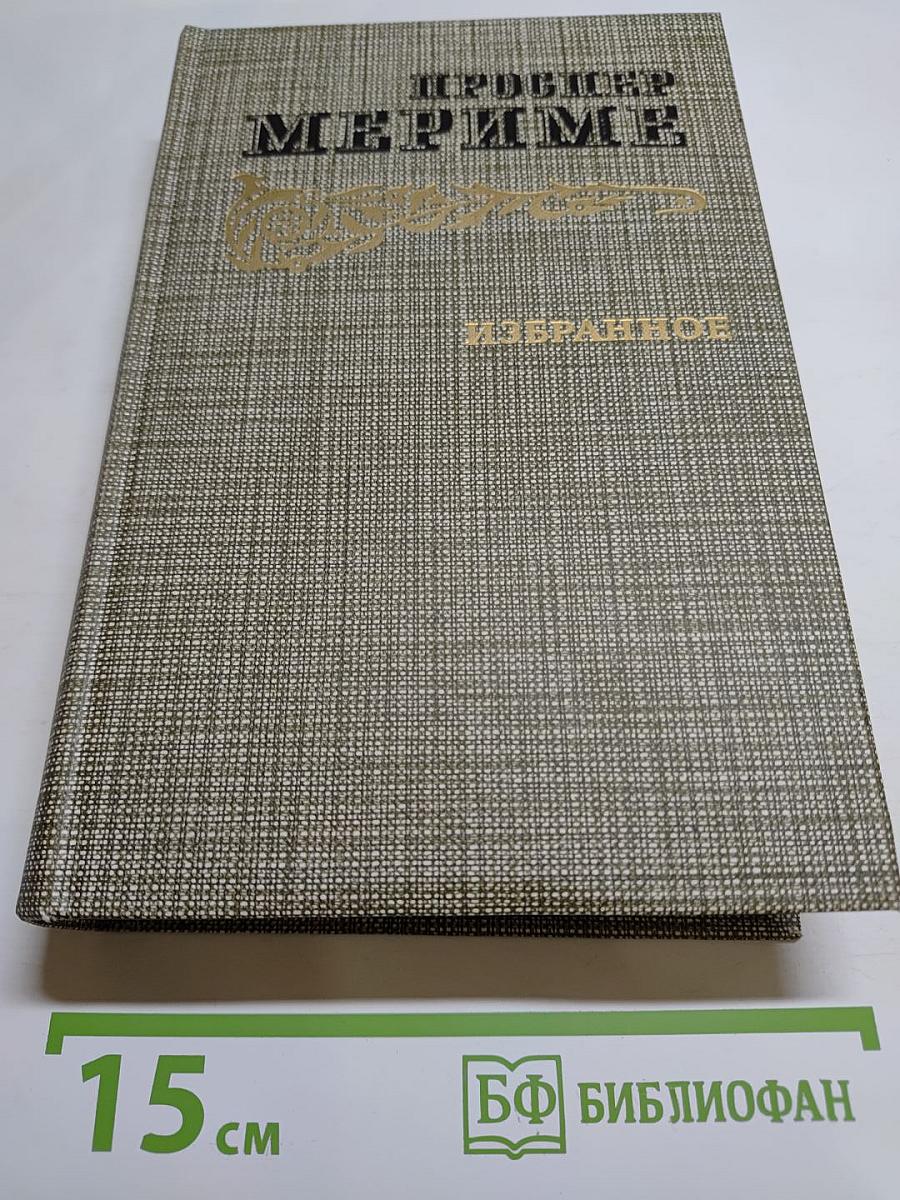 ПРОСПЕР
МЕРИМЕ
ИЗБРАННОЕ
15 см
БФ БИБЛИОФАН